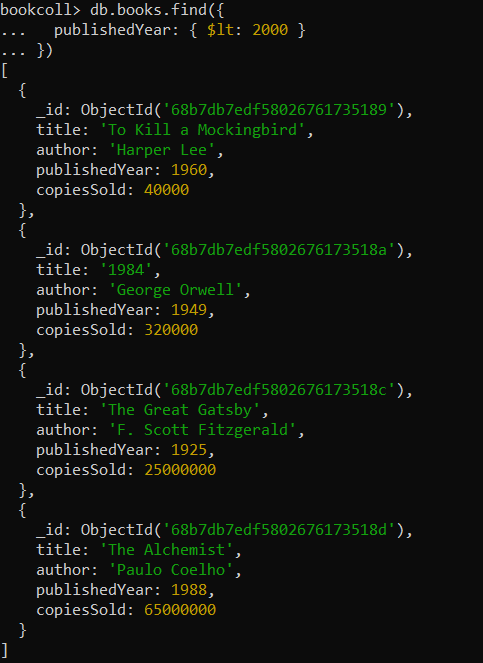 bookcoll> db.books.find({
...   publishedYear: { $lt: 2000 }
... })
[
  {
    _id: ObjectId('68b7db7edf58026761735189'),
    title: 'To Kill a Mockingbird',
    author: 'Harper Lee',
    publishedYear: 1960,
    copiesSold: 40000
  },
  {
    _id: ObjectId('68b7db7edf5802676173518a'),
    title: '1984',
    author: 'George Orwell',
    publishedYear: 1949,
    copiesSold: 320000
  },
  {
    _id: ObjectId('68b7db7edf5802676173518c'),
    title: 'The Great Gatsby',
    author: 'F. Scott Fitzgerald',
    publishedYear: 1925,
    copiesSold: 25000000
  },
  {
    _id: ObjectId('68b7db7edf5802676173518d'),
    title: 'The Alchemist',
    author: 'Paulo Coelho',
    publishedYear: 1988,
    copiesSold: 65000000
  }
]